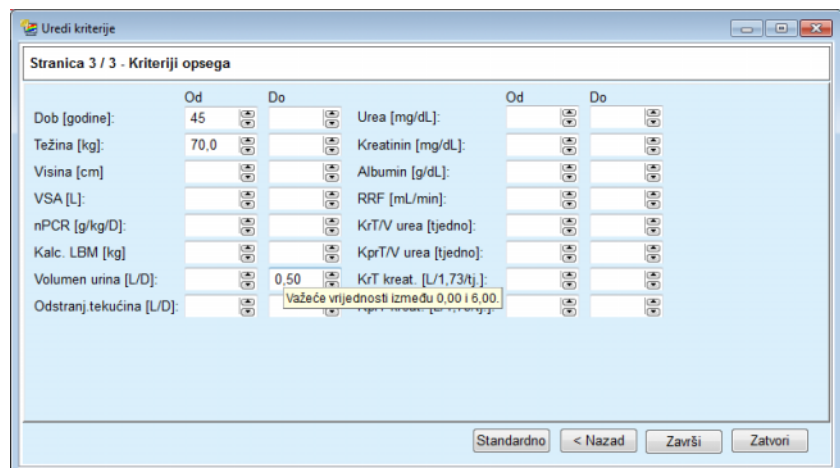 Uredi kriterije
Stranica 3 / 3 - Kriteriji opsega
Od Do Od Do
Dob [godine]: 45 Urea [mg/dL]:
Težina [kg]: 70,0 Kreatinin [mg/dL]:
Visina [cm] Albumin [g/dL]:
VSA [L]: RRF [mL/min]:
nPCR [g/kg/D]: KrT/V urea [tjedno]:
Kalc. LBM [kg] KprT/V urea [tjedno]:
Volumen urina [L/D]: 0,50 KrT kreat. [L/1,73/tj.]:
Važeće vrijednosti između 0,00 i 6,00.
Odstranj.tekućina [L/D]:
Standardno < Nazad Završi Zatvori